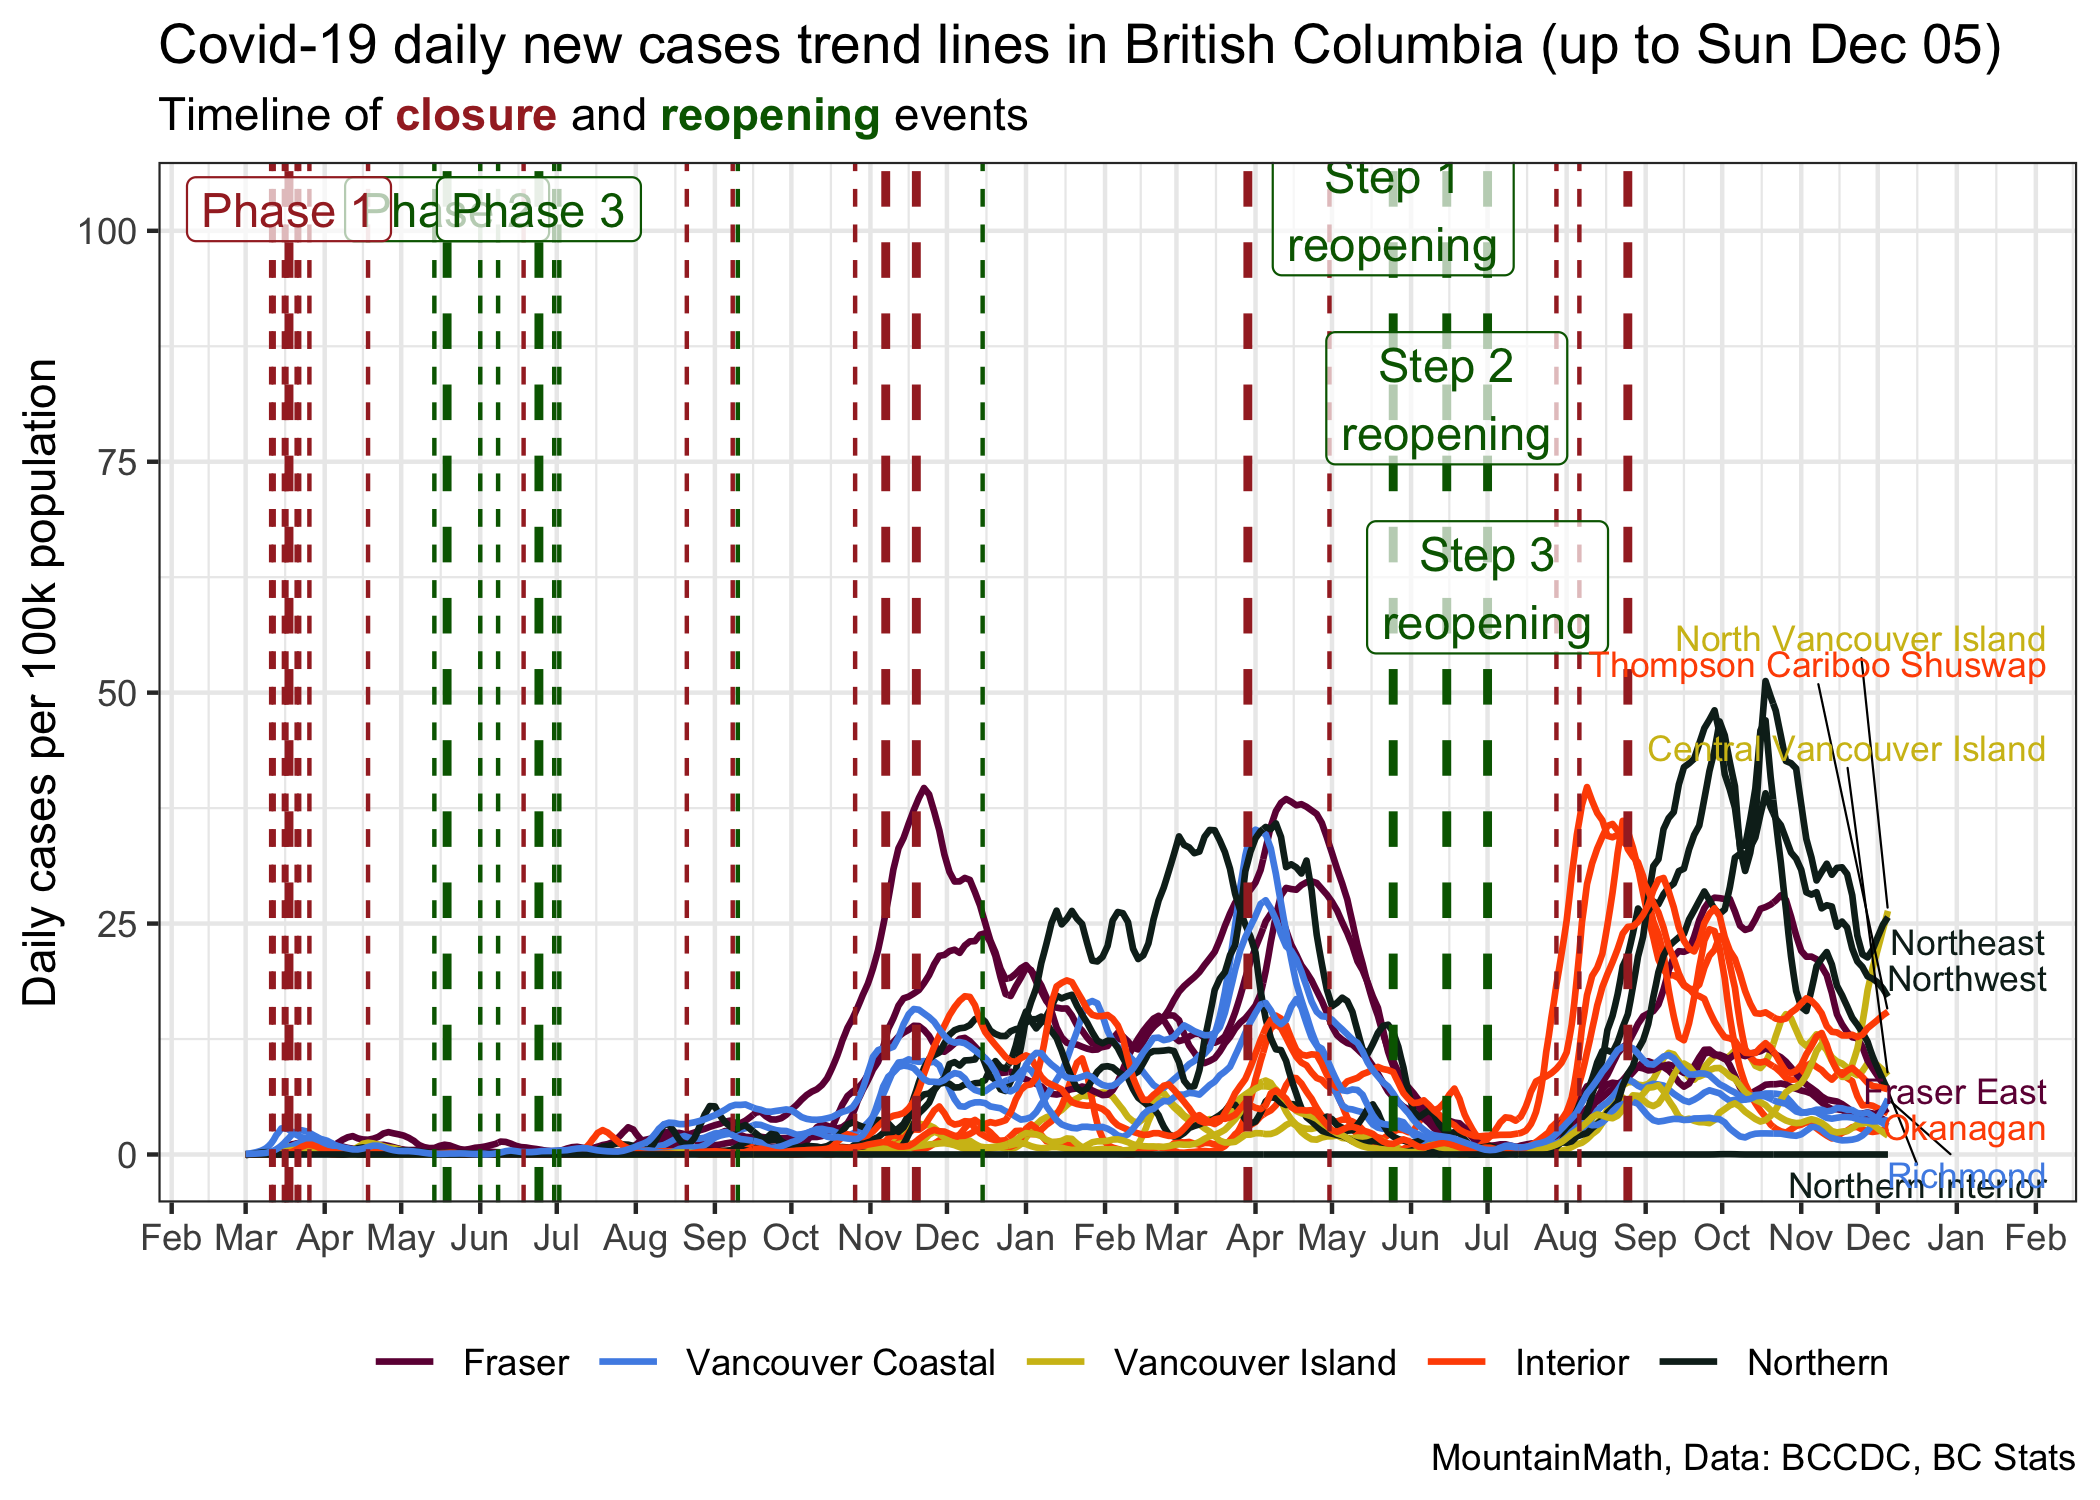 Covid-19 daily new cases trend lines in British Columbia (up to Sun Dec 05)
Timeline of closure and reopening events
Daily cases per 100k population
100
75
50
25
0
Phase 1
Phase 2
Phase 3
Step 1
reopening
Step 2
reopening
Step 3
reopening
North Vancouver Island
Thompson Cariboo Shuswap
Central Vancouver Island
Northeast
Northwest
Fraser East
Okanagan
Richmond
Northern Interior
Feb Mar Apr May Jun Jul Aug Sep Oct Nov Dec Jan Feb Mar Apr May Jun Jul Aug Sep Oct Nov Dec Jan Feb
Fraser Vancouver Coastal Vancouver Island Interior Northern
MountainMath, Data: BCCDC, BC Stats